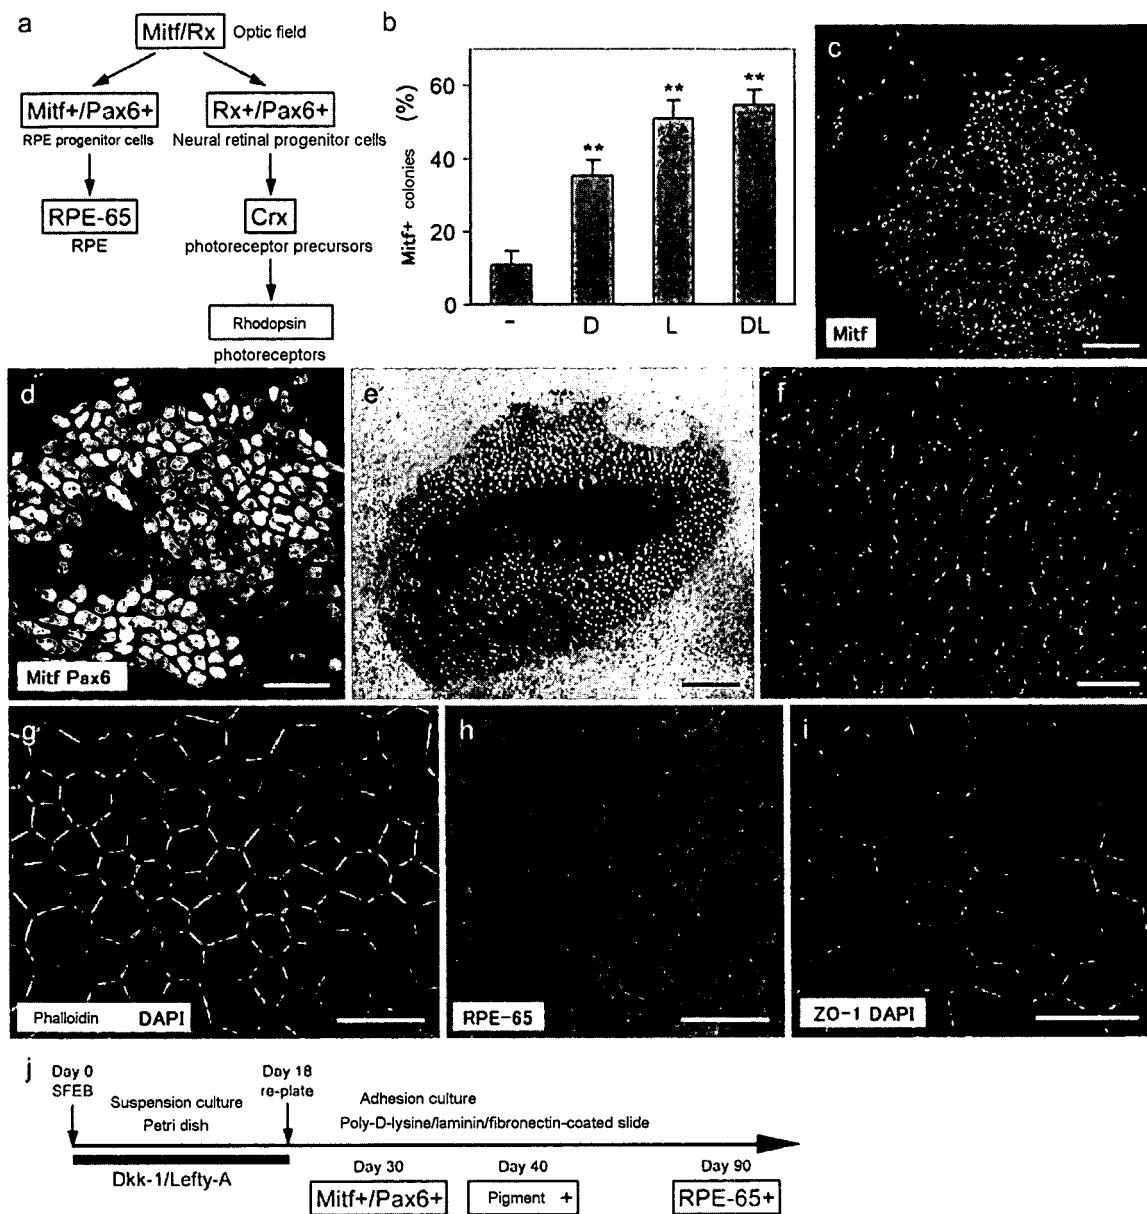 a
Mitf/Rx Optic field
Mitf+/Pax6+ Rx+/Pax6+
RPE progenitor cells Neural retinal progenitor cells
RPE-65 Crx
RPE photoreceptor precursors
Rhodopsin
photoreceptors
b
Mitf+ colonies (%)
60
40
20
0
** ** **
- D L DL
c
Mitf
d
Mitf Pax6
e
f
g
Phalloidin DAPI
h
RPE-65
i
ZO-1 DAPI
j
Day 0 Day 18
SFEB re-plate
Suspension culture Adhesion culture
Petri dish Poly-D-lysine/laminin/fibronectin-coated slide
Dkk-1/Lefty-A
Day 30 Day 40 Day 90
Mitf+/Pax6+ Pigment + RPE-65+